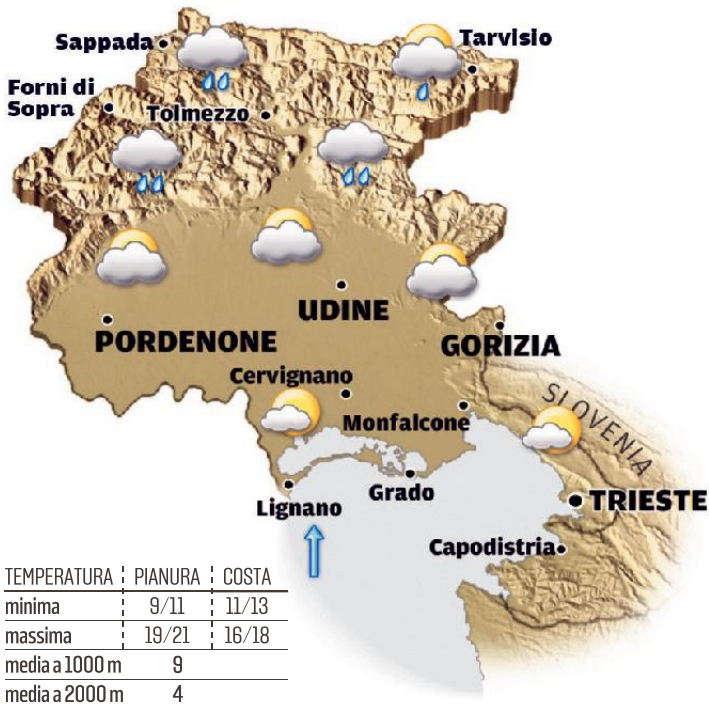 Sappada
Tarvisio
Forni di
Sopra
Tolmezzo
UDINE
PORDENONE
GORIZIA
Cervignano
SLOVENIA
Monfalcone
Lignano
Grado
TRIESTE
Capodistria
TEMPERATURA PIANURA COSTA
minima 9/11 11/13
massima 19/21 16/18
media a 1000 m 9
media a 2000 m 4